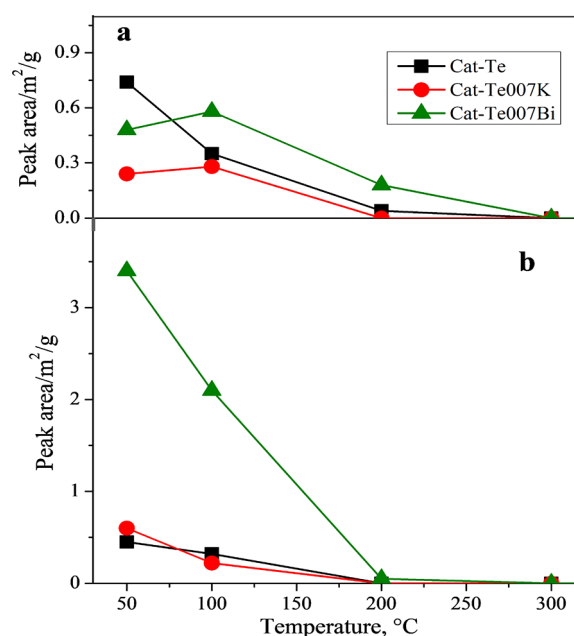 a
Cat-Te
Cat-Te007K
Cat-Te007Bi
Peak area/m²/g
0.9
0.6
0.3
0.0
b
Peak area/m²/g
3
2
1
0
50 100 150 200 250 300
Temperature, °C